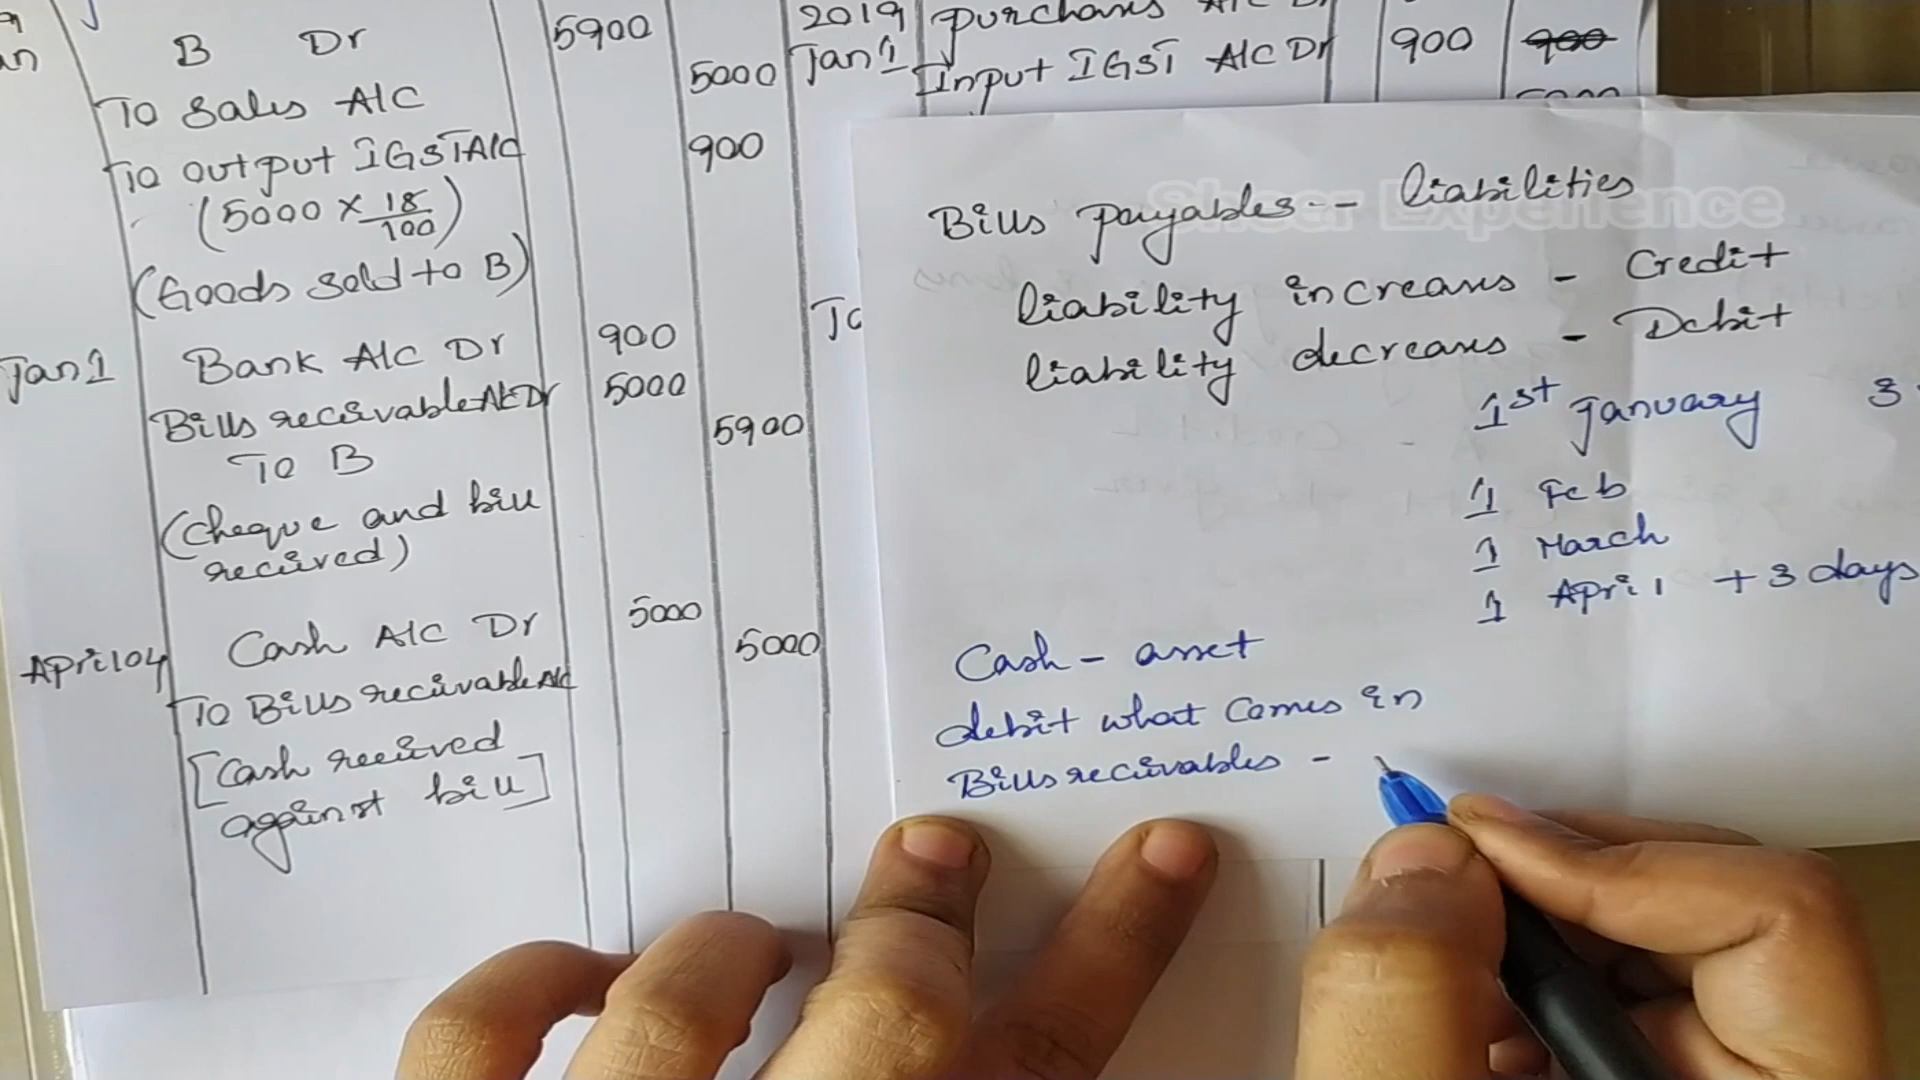 B Dr 5900
5000
To Sales A/C
To output IGST A/C 900
(5000 × 18/100)
(Goods sold to B)
Jan 1 Bank A/C Dr 900
Bills receivable A/C Dr 5000
To B 5900
(cheque and bill
received)
April 04 Cash A/C Dr 5000
To Bills receivable A/C 5000
[Cash received
against bill]
2019 purchases A/C
Jan 1 Input IGST A/C Dr 900 900
Bills payables -- liabilities
Sheer Experience
liability increases - Credit
liability decreases - Debit
1st January 3
1 Feb
1 March
1 April + 3 days
Cash - asset
debit what comes in
Bills receivables -